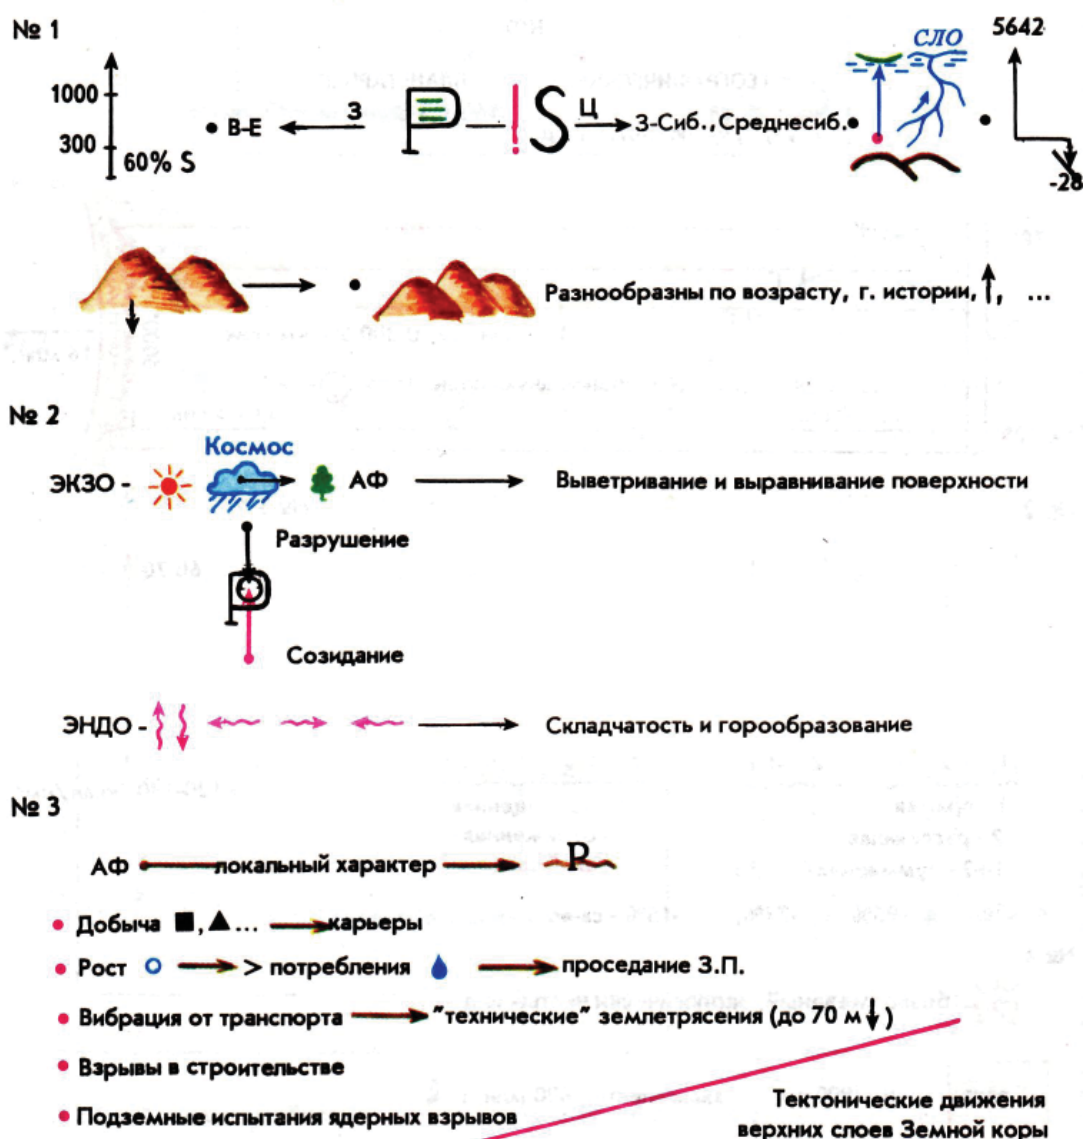 № 1
СЛО
5642
1000
300
60% S
• В-Е
З
Р
! S
Ц
З-Сиб., Среднесиб.
-28
Разнообразны по возрасту, г. истории, ↑, ...
№ 2
Космос
ЭКЗО -
АФ
Выветривание и выравнивание поверхности
Разрушение
Р
Созидание
ЭНДО -
Складчатость и горообразование
№ 3
АФ локальный характер Р
• Добыча ■, ▲ ... карьеры
• Рост > потребления проседание З.П.
• Вибрация от транспорта "технические" землетрясения (до 70 м ↓)
• Взрывы в строительстве
• Подземные испытания ядерных взрывов
Тектонические движения
верхних слоев Земной коры